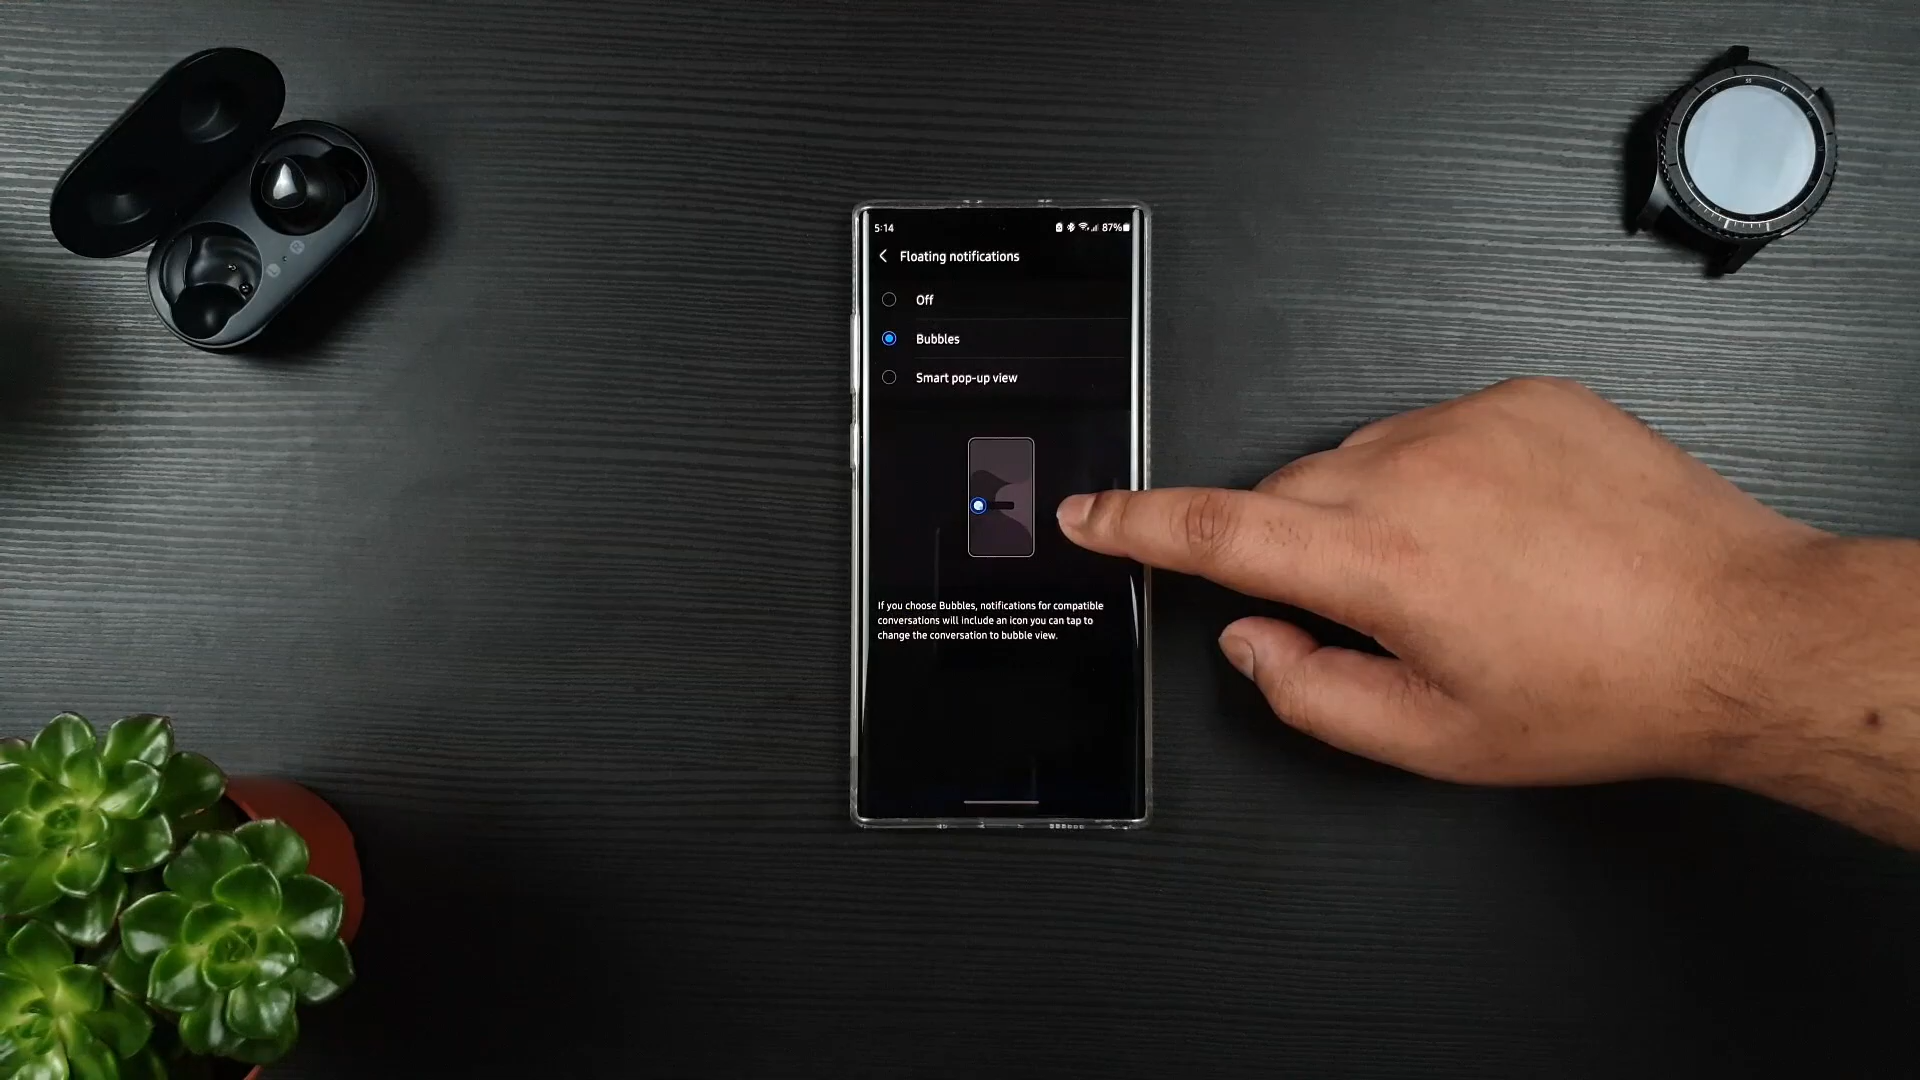 5:14
87%
Floating notifications
Off
Bubbles
Smart pop-up view
If you choose Bubbles, notifications for compatible
conversations will include an icon you can tap to
change the conversation to bubble view.